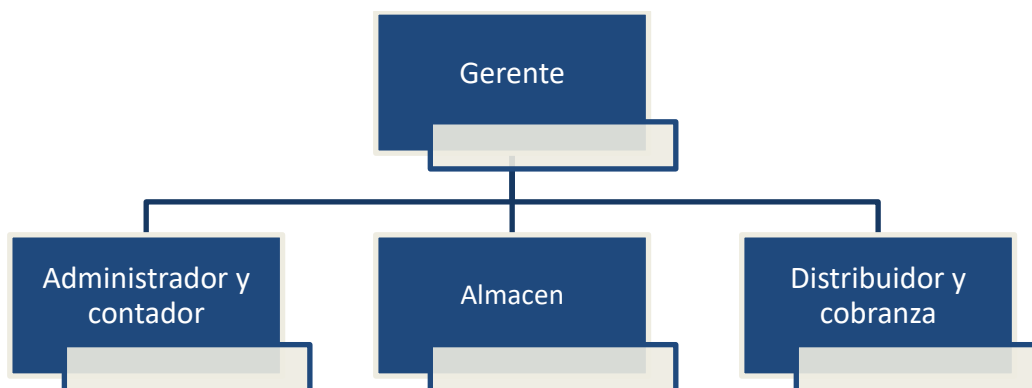 Gerente
Administrador y
contador
Almacen
Distribuidor y
cobranza